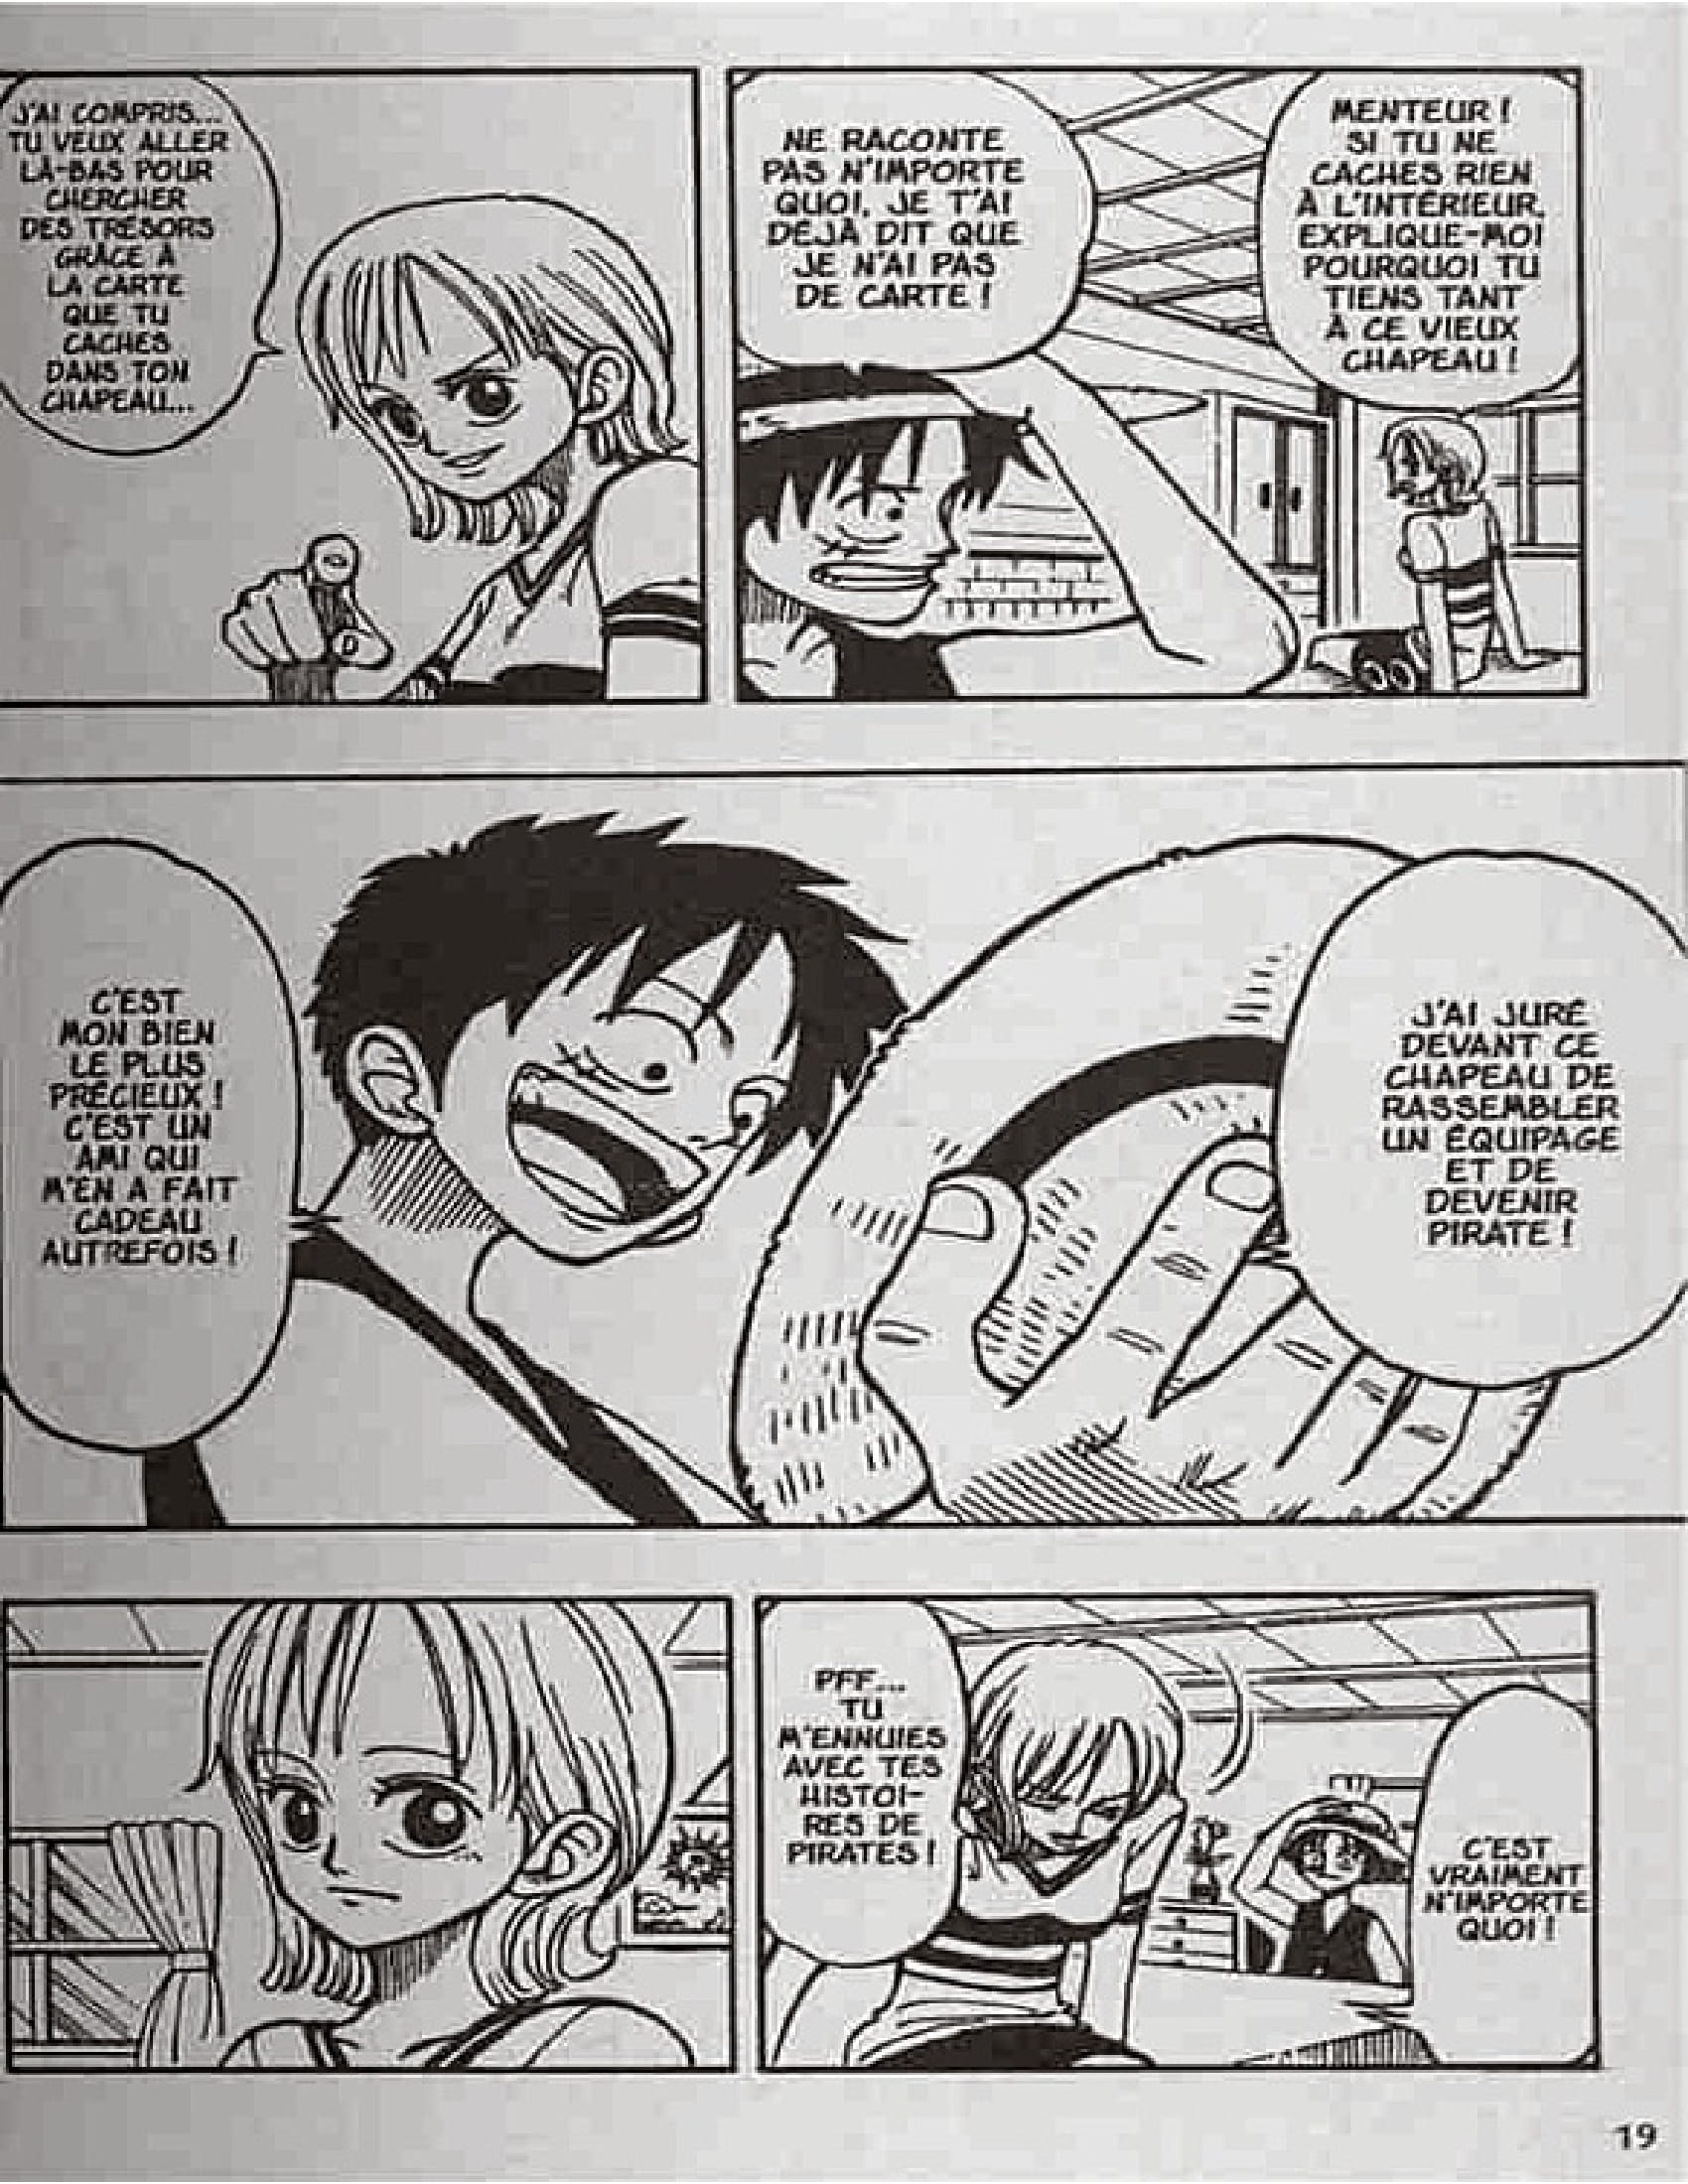 J'AI COMPRIS...
TU VEUX ALLER
LÀ-BAS POUR
CHERCHER
DES TRÉSORS
GRÂCE À
LA CARTE
QUE TU
CACHES
DANS TON
CHAPEAU...
NE RACONTE
PAS N'IMPORTE
QUOI, JE T'AI
DÉJÀ DIT QUE
JE N'AI PAS
DE CARTE !
MENTEUR !
SI TU NE
CACHES RIEN
À L'INTÉRIEUR,
EXPLIQUE-MOI
POURQUOI TU
TIENS TANT
À CE VIEUX
CHAPEAU !
C'EST
MON BIEN
LE PLUS
PRÉCIEUX !
C'EST UN
AMI QUI
M'EN A FAIT
CADEAU
AUTREFOIS !
J'AI JURÉ
DEVANT CE
CHAPEAU DE
RASSEMBLER
UN ÉQUIPAGE
ET DE
DEVENIR
PIRATE !
PFF...
TU
M'ENNUIES
AVEC TES
HISTOI-
RES DE
PIRATES !
C'EST
VRAIMENT
N'IMPORTE
QUOI !
19